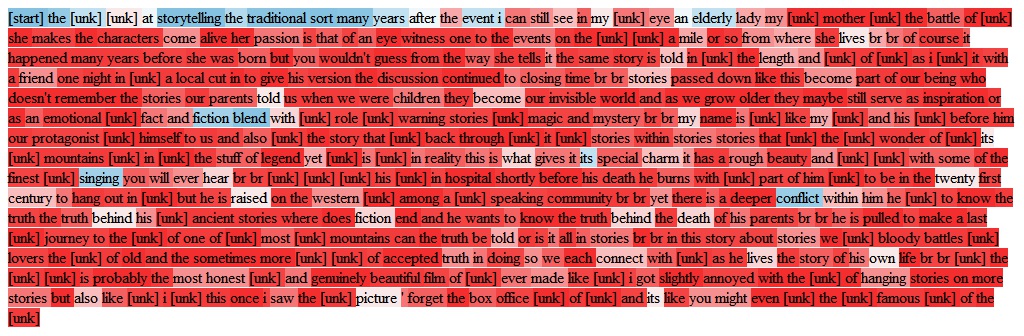 [start] the [unk] [unk] at storytelling the traditional sort many years after the event i can still see in my [unk] eye an elderly lady my [unk] mother [unk] the battle of [unk]
she makes the characters come alive her passion is that of an eye witness one to the events on the [unk] [unk] a mile or so from where she lives br br of course it
happened many years before she was born but you wouldn't guess from the way she tells it the same story is told in [unk] the length and [unk] of [unk] as i [unk] it with
a friend one night in [unk] a local cut in to give his version the discussion continued to closing time br br stories passed down like this become part of our being who
doesn't remember the stories our parents told us when we were children they become our invisible world and as we grow older they maybe still serve as inspiration or
as an emotional [unk] fact and fiction blend with [unk] role [unk] warning stories [unk] magic and mystery br br my name is [unk] like my [unk] and his [unk] before him
our protagonist [unk] himself to us and also [unk] the story that [unk] back through [unk] it [unk] stories within stories stories that [unk] the [unk] wonder of [unk] its
[unk] mountains [unk] in [unk] the stuff of legend yet [unk] is [unk] in reality this is what gives it its special charm it has a rough beauty and [unk] [unk] with some of the
finest [unk] singing you will ever hear br br [unk] [unk] [unk] his [unk] in hospital shortly before his death he burns with [unk] part of him [unk] to be in the twenty first
century to hang out in [unk] but he is raised on the western [unk] among a [unk] speaking community br br yet there is a deeper conflict within him he [unk] to know the
truth the truth behind his [unk] ancient stories where does fiction end and he wants to know the truth behind the death of his parents br br he is pulled to make a last
[unk] journey to the [unk] of one of [unk] most [unk] mountains can the truth be told or is it all in stories br br in this story about stories we [unk] bloody battles [unk]
lovers the [unk] of old and the sometimes more [unk] of accepted truth in doing so we each connect with [unk] as he lives the story of his own life br br [unk] the
[unk] [unk] is probably the most honest [unk] and genuinely beautiful film of [unk] ever made like [unk] i got slightly annoyed with the [unk] of hanging stories on more
stories but also like [unk] i [unk] this once i saw the [unk] picture ' forget the box office [unk] of [unk] and its like you might even [unk] the [unk] famous [unk] of the
[unk]